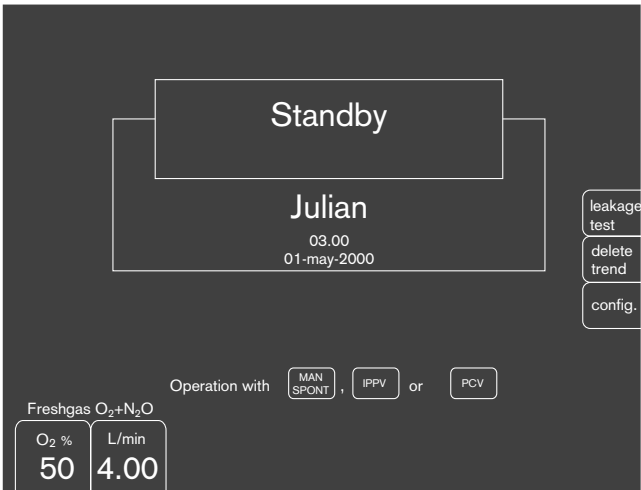 Standby
Julian
03.00
01-may-2000
leakage
test
delete
trend
config.
Operation with MAN SPONT , IPPV or PCV
Freshgas O₂+N₂O
O₂ % L/min
50 4.00